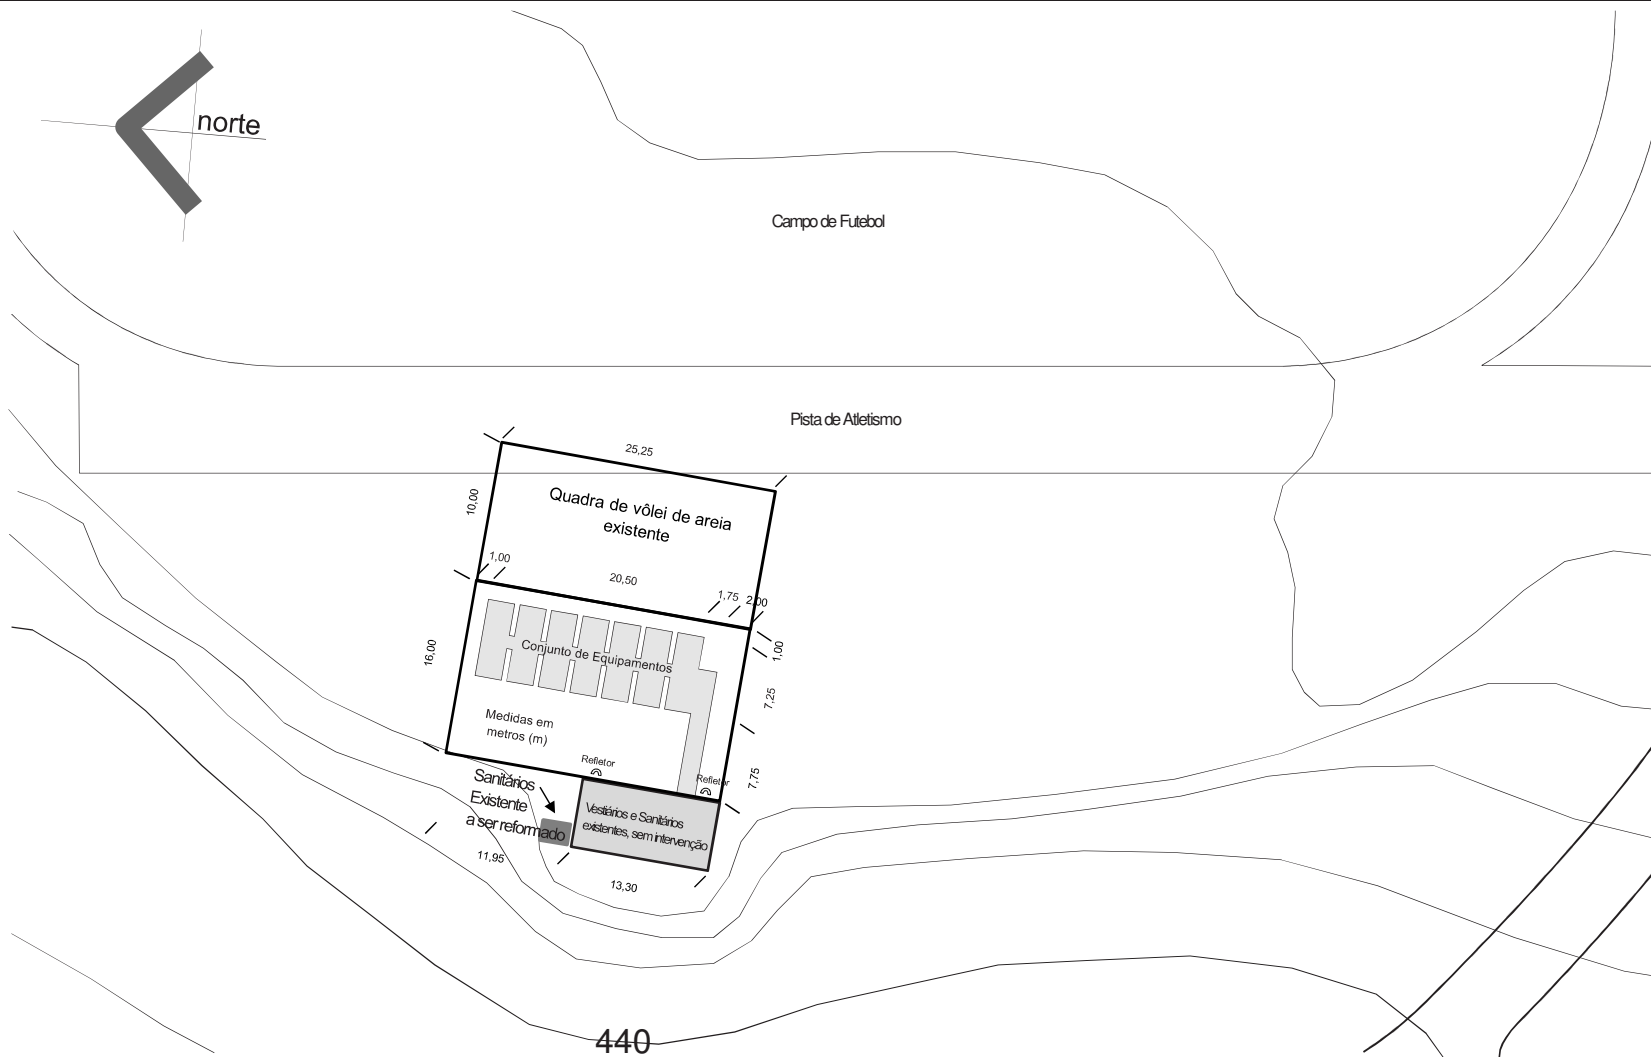 norte
Campo de Futebol
Pista de Atletismo
25,25
10,00
Quadra de vôlei de areia
existente
1,00
20,50
1,75
2,00
16,00
Conjunto de Equipamentos
1,00
7,25
Medidas em
metros (m)
Refletor
Refletor
7,75
Sanitários
Existente
a ser reformado
Vestiários e Sanitários
existentes, sem intervenção
11,95
13,30
440